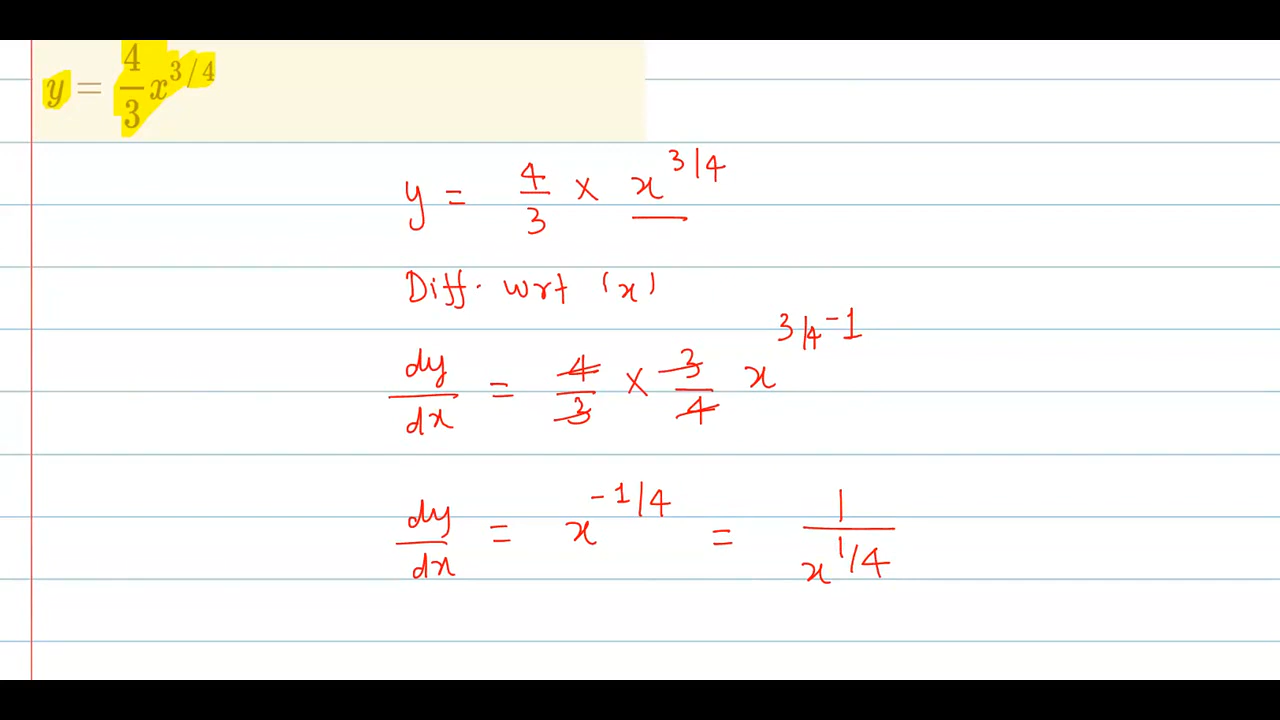 y = 4/3 x^3/4
y = 4/3 × x^3/4
Diff. wrt (x)
dy/dx = 4/3 × 3/4 x^3/4-1
dy/dx = x^-1/4 = 1/x^1/4